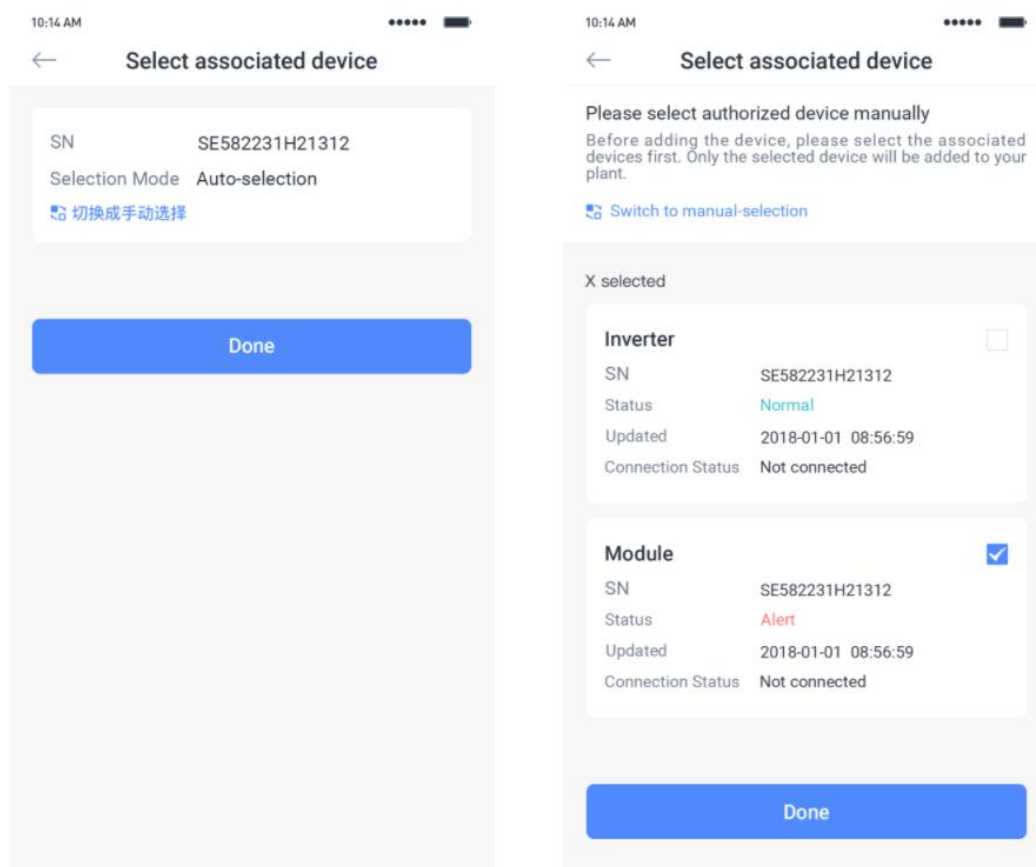 10:14 AM
Select associated device
SN SE582231H21312
Selection Mode Auto-selection
切换成手动选择
Done
10:14 AM
Select associated device
Please select authorized device manually
Before adding the device, please select the associated
devices first. Only the selected device will be added to your
plant.
Switch to manual-selection
X selected
Inverter
SN SE582231H21312
Status Normal
Updated 2018-01-01 08:56:59
Connection Status Not connected
Module
SN SE582231H21312
Status Alert
Updated 2018-01-01 08:56:59
Connection Status Not connected
Done